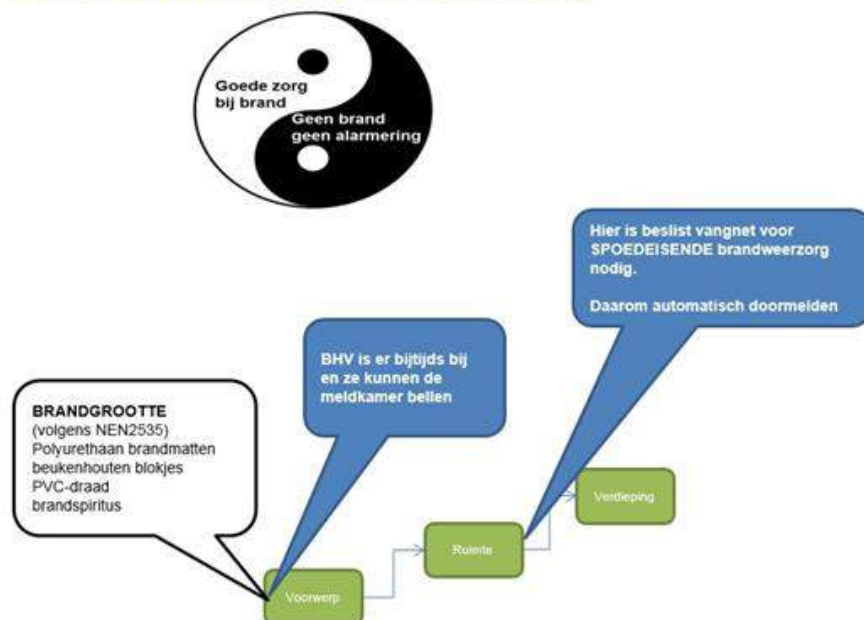 Goede zorg
bij brand
Geen brand
geen alarmering
Hier is beslist vangnet voor
SPOEDEISENDE brandweerzorg
nodig.
Daarom automatisch doormelden
BHV is er bijtijds bij
en ze kunnen de
meldkamer bellen
BRANDGROOTTE
(volgens NEN2535)
Polyurethaan brandmatten
beukenhouten blokjes
PVC-draad
brandspiritus
Verdieping
Ruimte
Voorwerp